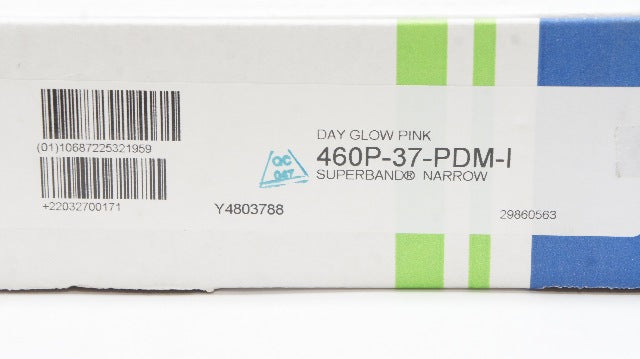 (01)10687225321959
+22032700171
QC
047
Y4803788
DAY GLOW PINK
460P-37-PDM-I
SUPERBAND® NARROW
29860563